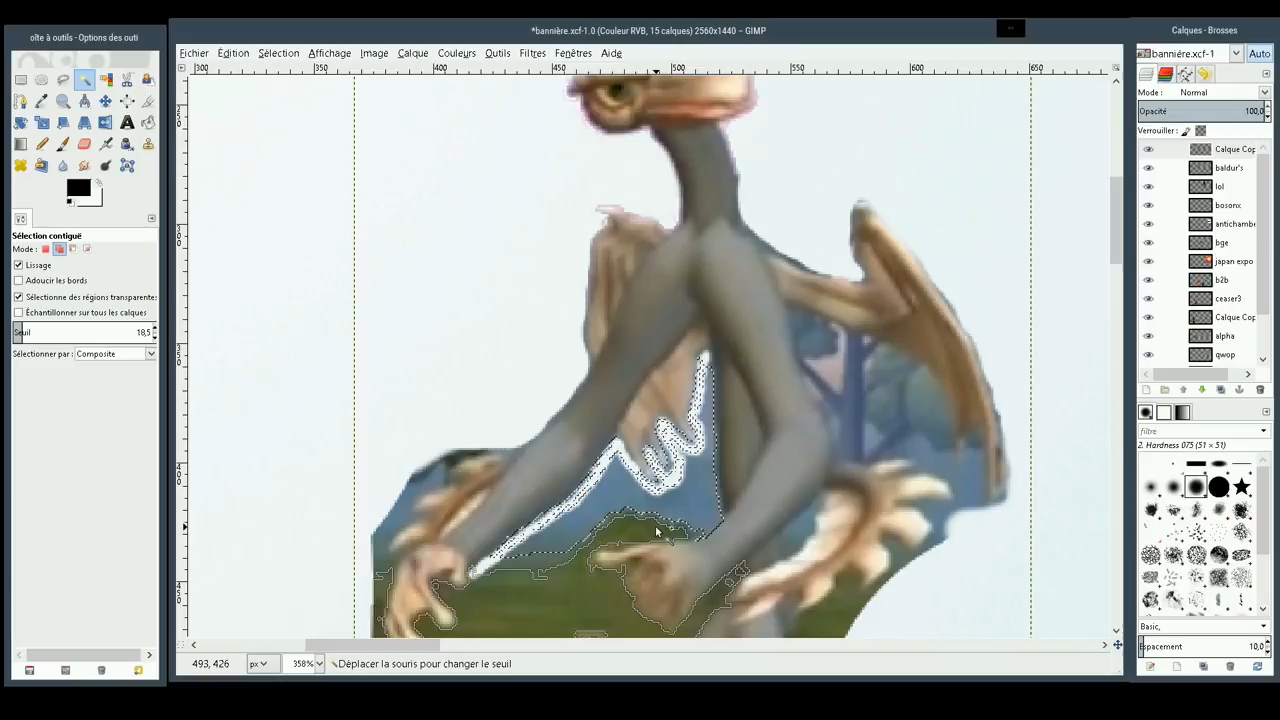 oîte à outils - Options des outi
*bannière.xcf-1.0 (Couleur RVB, 15 calques) 2560x1440 – GIMP
Calques - Brosses
Fichier Édition Sélection Affichage Image Calque Couleurs Outils Filtres Fenêtres Aide
bannière.xcf-1 Auto
300 350 400 450 500 550 600 650
Mode : Normal
Opacité 100,0
Verrouiller :
Calque Cop
baldur's
lol
bosonx
antichambr
bge
japan expo
b2b
ceaser3
Calque Cop
alpha
qwop
Sélection contiguë
Mode :
Lissage
Adoucir les bords
Sélectionne des régions transparente
Échantillonner sur tous les calques
Seuil 18,5
Sélectionner par : Composite
filtre
2. Hardness 075 (51 × 51)
Basic,
Espacement 10,0
493, 426 px 358% Déplacer la souris pour changer le seuil